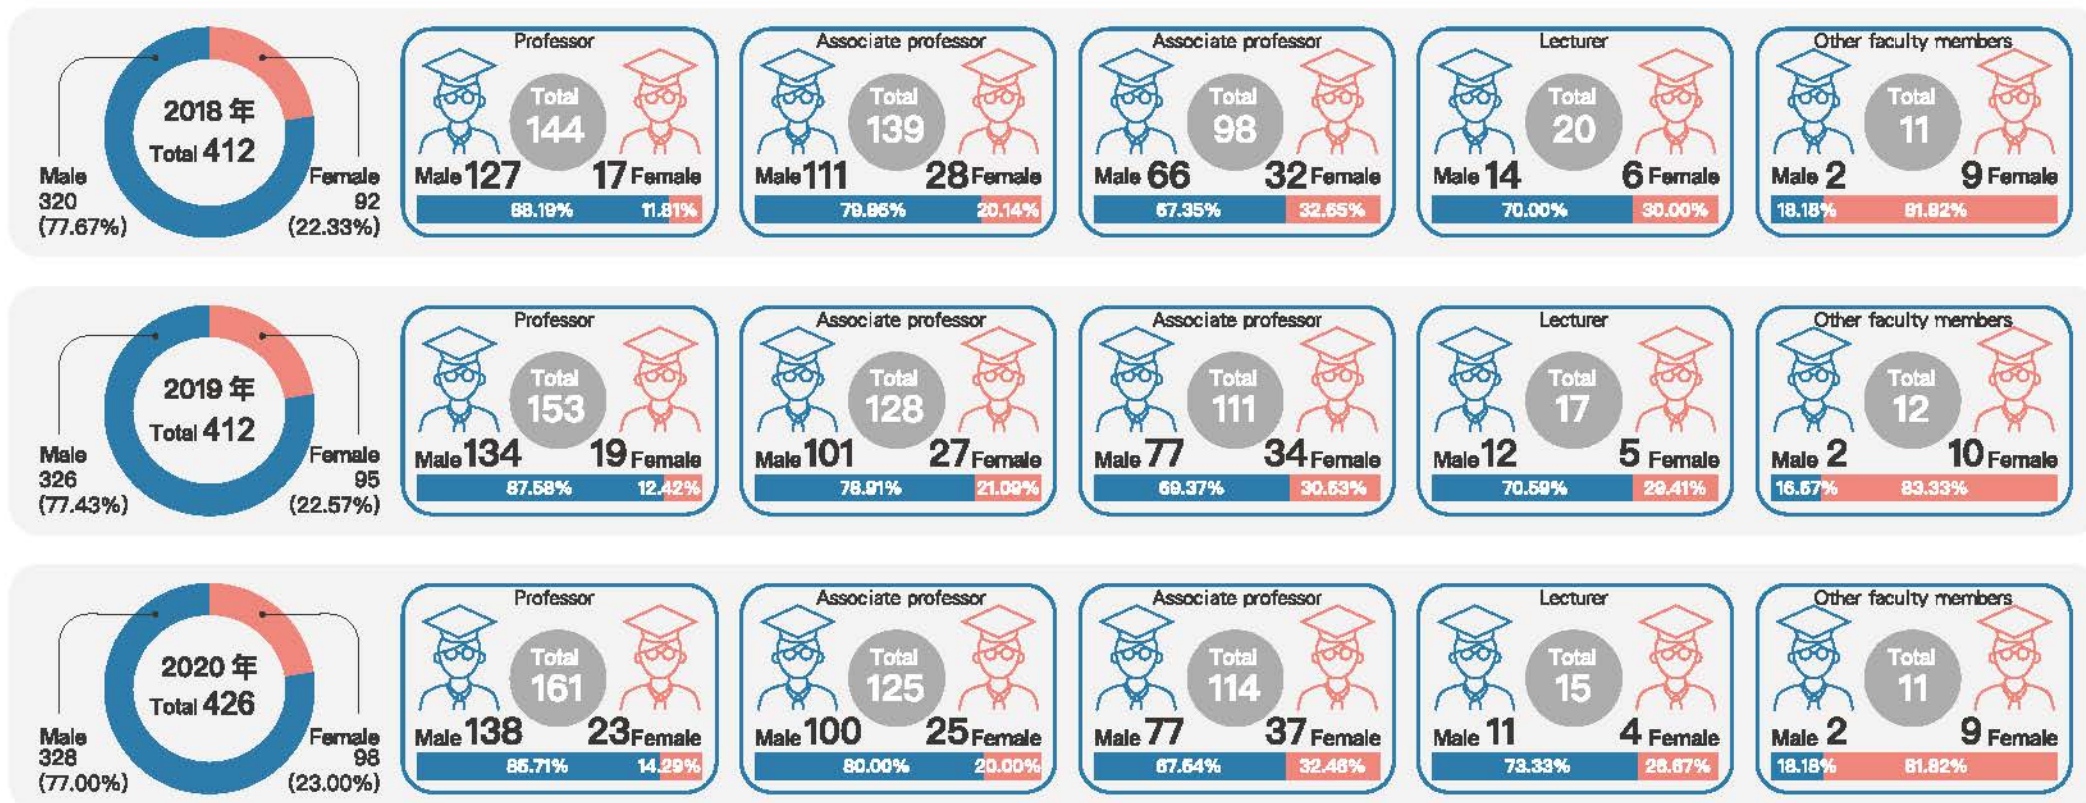 2018 年
Total 412
Male
320
(77.67%)
Female
92
(22.33%)
Professor
Total
144
Male 127
17 Female
88.19%
11.81%
Associate professor
Total
139
Male 111
28 Female
79.86%
20.14%
Associate professor
Total
98
Male 66
32 Female
67.35%
32.65%
Lecturer
Total
20
Male 14
6 Female
70.00%
30.00%
Other faculty members
Total
11
Male 2
9 Female
18.18%
81.82%
2019 年
Total 412
Male
326
(77.43%)
Female
95
(22.57%)
Professor
Total
153
Male 134
19 Female
87.58%
12.42%
Associate professor
Total
128
Male 101
27 Female
78.91%
21.09%
Associate professor
Total
111
Male 77
34 Female
69.37%
30.63%
Lecturer
Total
17
Male 12
5 Female
70.59%
29.41%
Other faculty members
Total
12
Male 2
10 Female
16.67%
83.33%
2020 年
Total 426
Male
328
(77.00%)
Female
98
(23.00%)
Professor
Total
161
Male 138
23 Female
85.71%
14.29%
Associate professor
Total
125
Male 100
25 Female
80.00%
20.00%
Associate professor
Total
114
Male 77
37 Female
67.54%
32.46%
Lecturer
Total
15
Male 11
4 Female
73.33%
26.67%
Other faculty members
Total
11
Male 2
9 Female
18.18%
81.82%